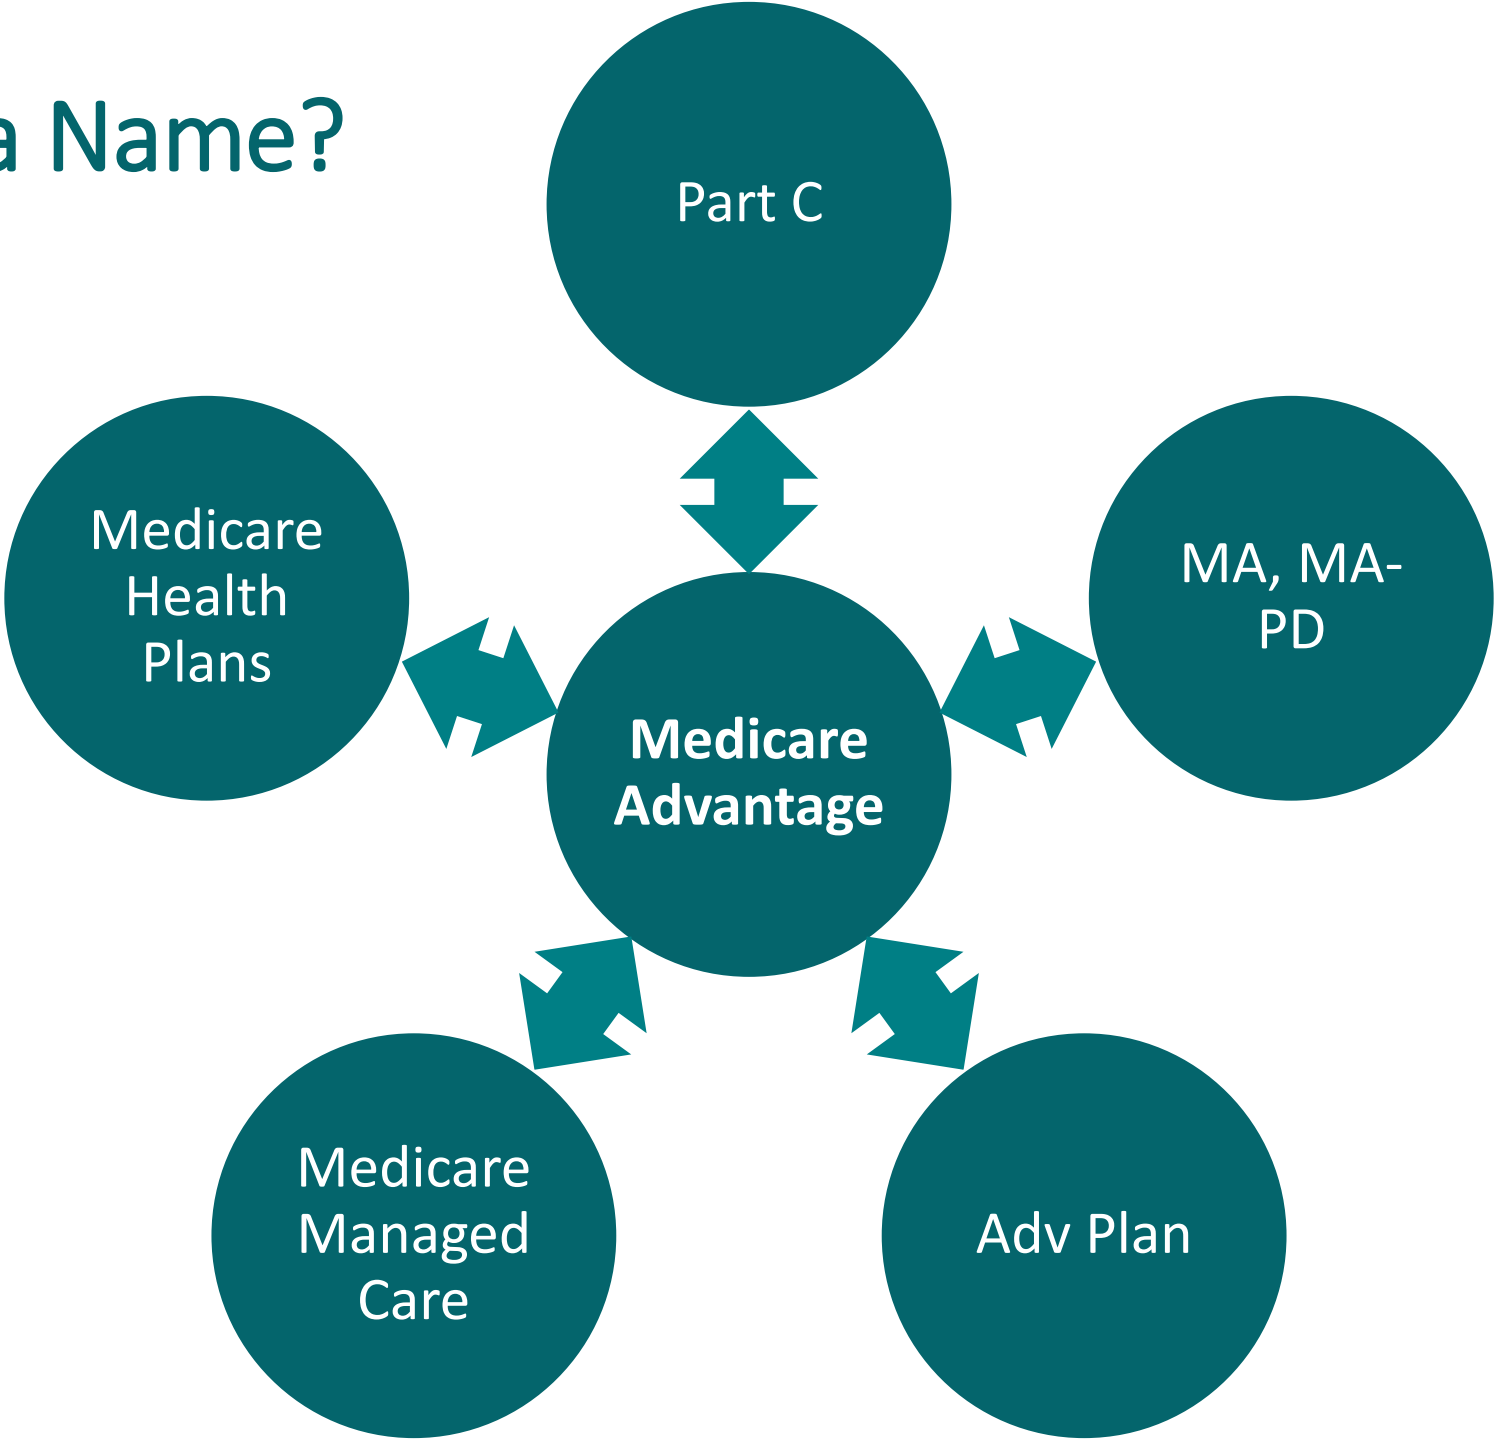 a Name?
Part C
Medicare
Health
Plans
MA, MA-
PD
Medicare
Advantage
Medicare
Managed
Care
Adv Plan